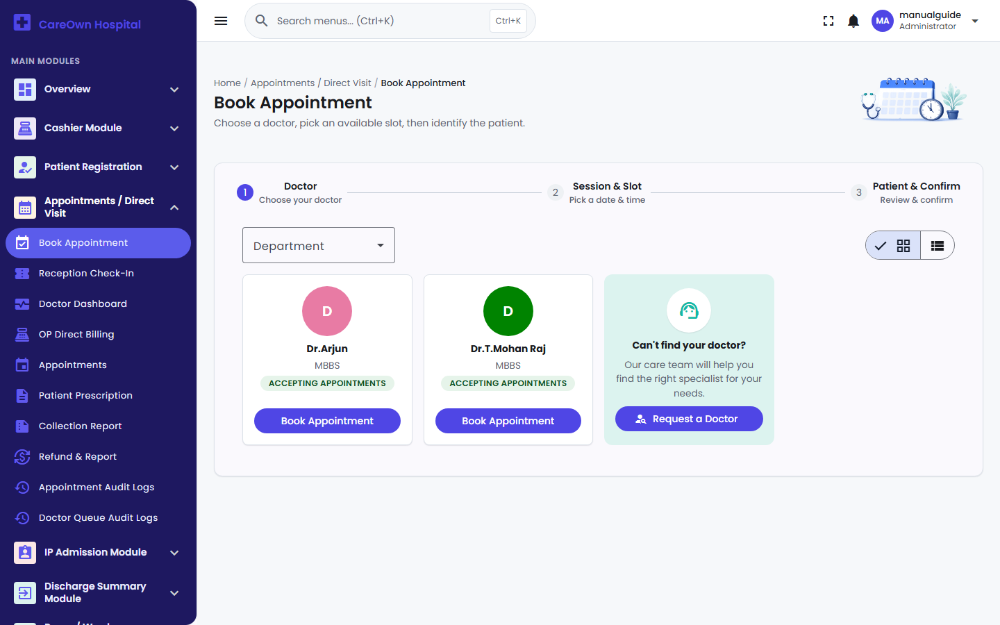 CareOwn Hospital
MAIN MODULES
Overview
Cashier Module
Patient Registration
Appointments / Direct
Visit
Book Appointment
Reception Check-In
Doctor Dashboard
OP Direct Billing
Appointments
Patient Prescription
Collection Report
Refund & Report
Appointment Audit Logs
Doctor Queue Audit Logs
IP Admission Module
Discharge Summary
Module
Search menus... (Ctrl+K)
Ctrl+K
MA
manualguide
Administrator
Home / Appointments / Direct Visit / Book Appointment
Book Appointment
Choose a doctor, pick an available slot, then identify the patient.
1
Doctor
Choose your doctor
2
Session & Slot
Pick a date & time
3
Patient & Confirm
Review & confirm
Department
D
Dr.Arjun
MBBS
ACCEPTING APPOINTMENTS
Book Appointment
D
Dr.T.Mohan Raj
MBBS
ACCEPTING APPOINTMENTS
Book Appointment
Can't find your doctor?
Our care team will help you
find the right specialist for your
needs.
Request a Doctor